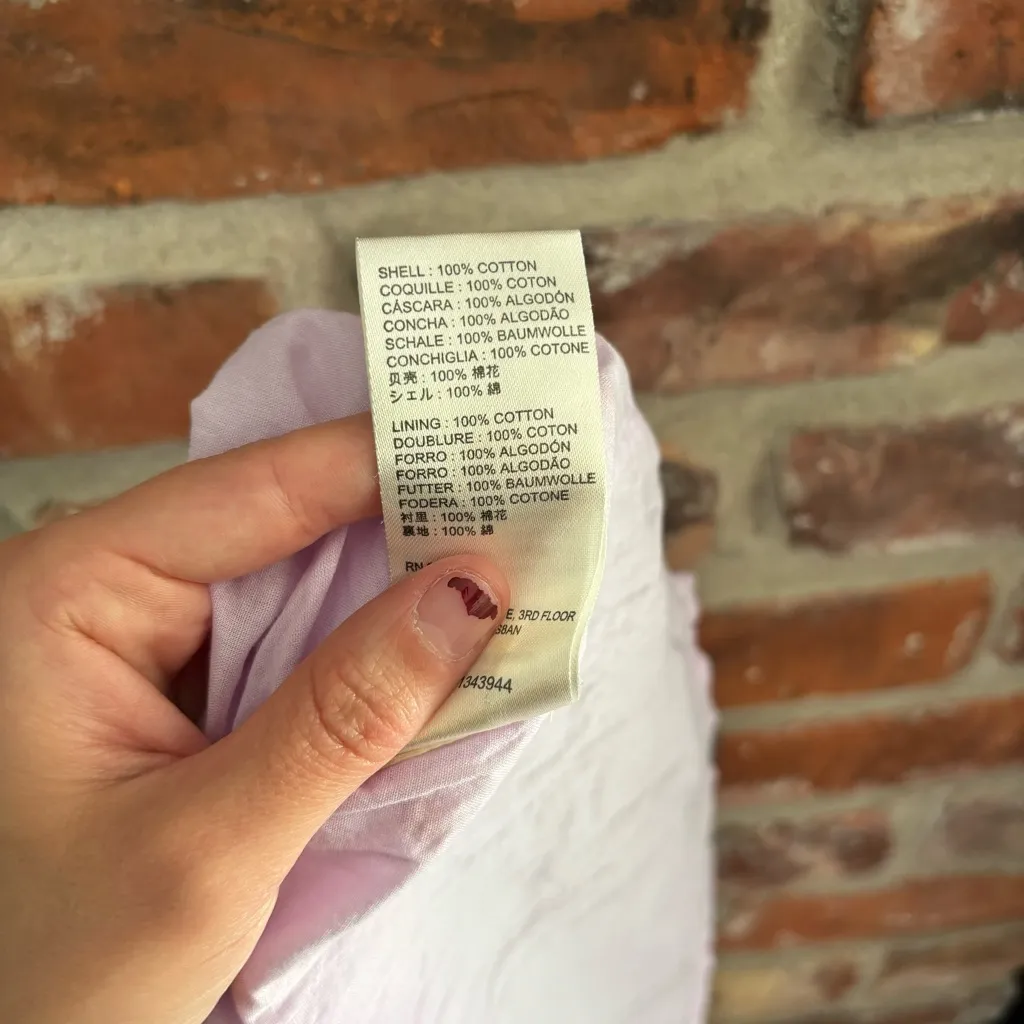 SHELL : 100% COTTON
COQUILLE : 100% COTON
CÁSCARA : 100% ALGODÓN
CONCHA : 100% ALGODÃO
SCHALE : 100% BAUMWOLLE
CONCHIGLIA : 100% COTONE
贝壳 : 100% 棉花
シェル : 100% 綿
LINING : 100% COTTON
DOUBLURE : 100% COTON
FORRO : 100% ALGODÓN
FORRO : 100% ALGODÃO
FUTTER : 100% BAUMWOLLE
FODERA : 100% COTONE
衬里 : 100% 棉花
裏地 : 100% 綿
RN
E, 3RD FLOOR
343944